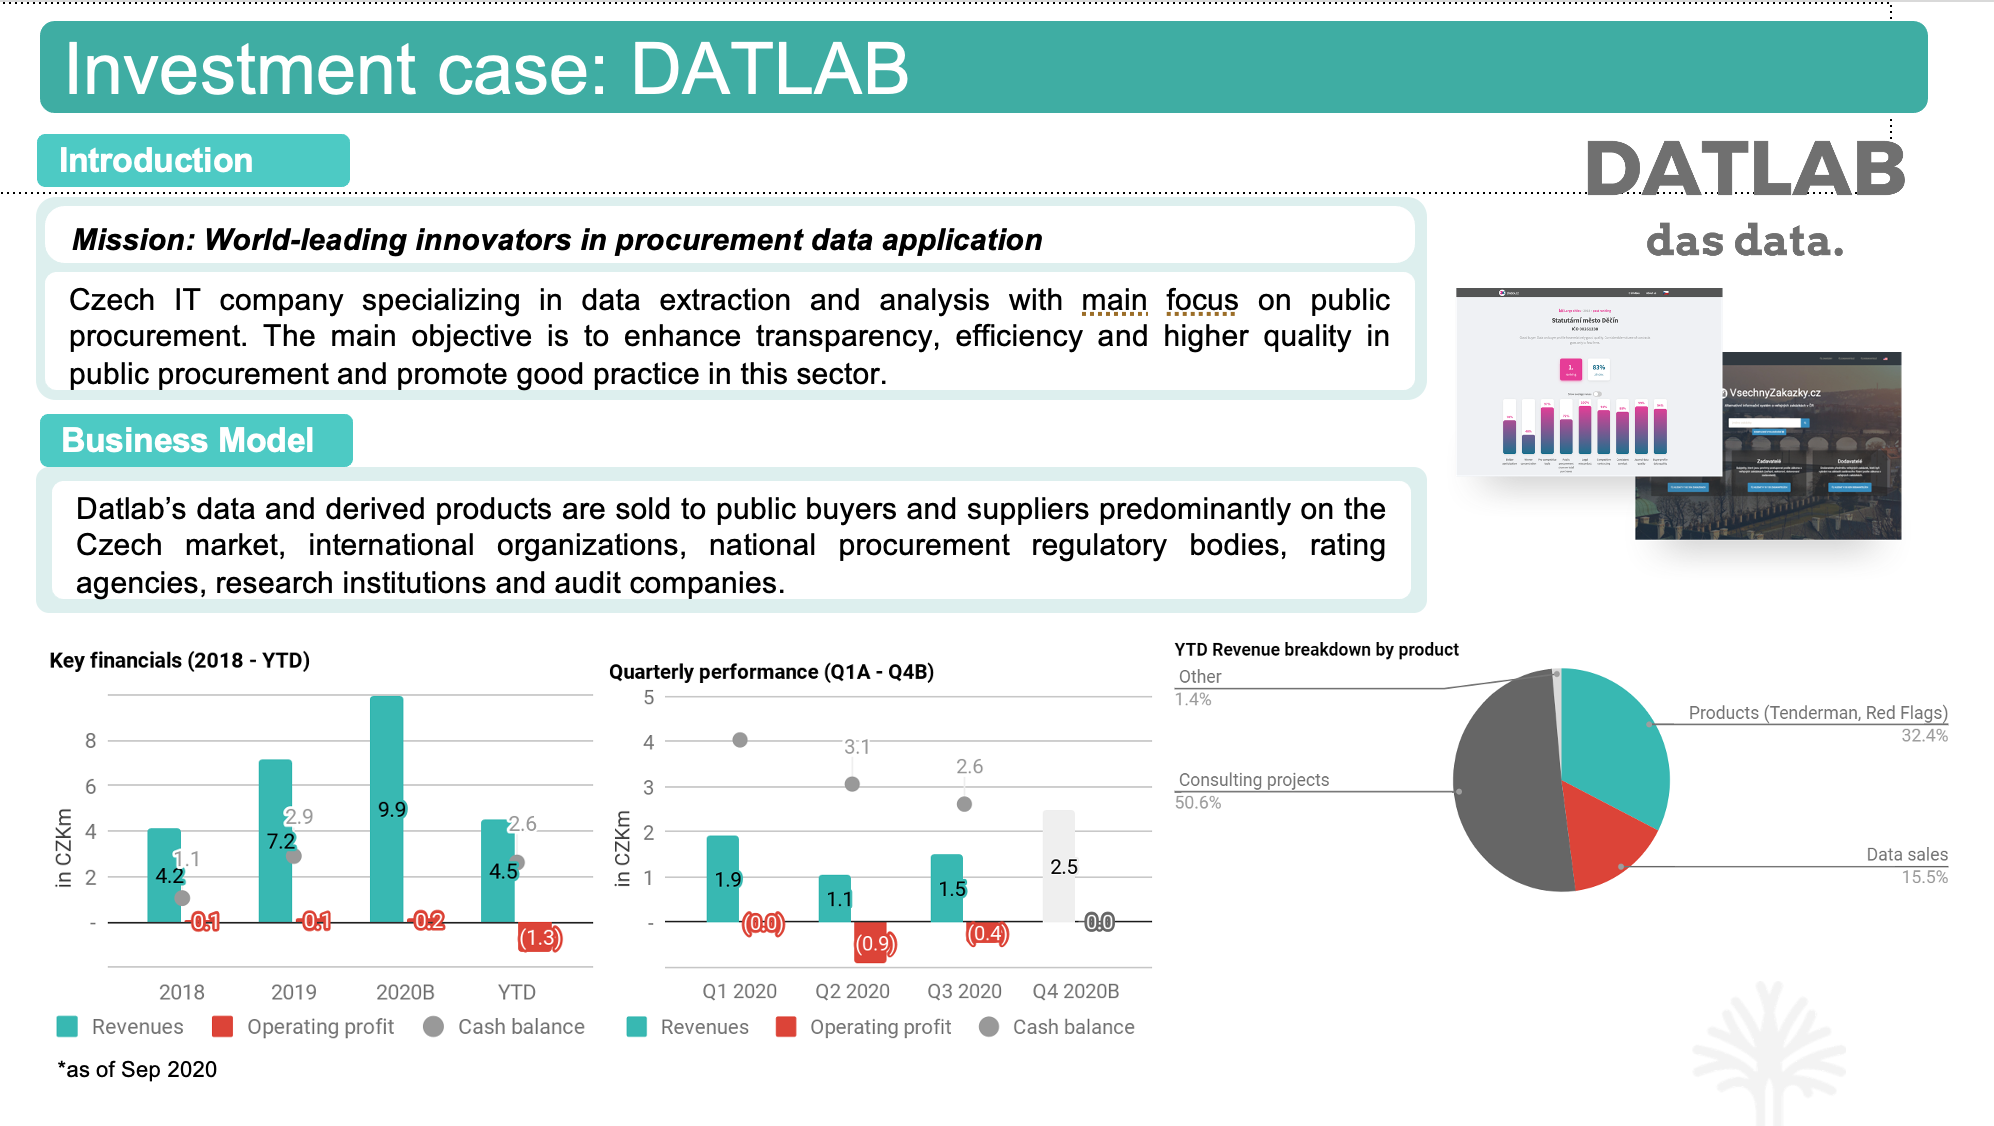 Investment case: DATLAB
Introduction
DATLAB
das data.
Mission: World-leading innovators in procurement data application
Czech IT company specializing in data extraction and analysis with main focus on public
procurement. The main objective is to enhance transparency, efficiency and higher quality in
public procurement and promote good practice in this sector.
Statutární město Děčín
83%
VsechnyZakazky.cz
Zadavatelé
Dodavatelé
Business Model
Datlab’s data and derived products are sold to public buyers and suppliers predominantly on the
Czech market, international organizations, national procurement regulatory bodies, rating
agencies, research institutions and audit companies.
Key financials (2018 - YTD)
in CZKm
8
6
4
2
-
4.2
1.1
-0.1
7.2
2.9
-0.1
9.9
-0.2
4.5
2.6
(1.3)
2018
2019
2020B
YTD
Revenues
Operating profit
Cash balance
*as of Sep 2020
Quarterly performance (Q1A - Q4B)
in CZKm
5
4
3
2
1
-
1.9
(0.0)
3.1
1.1
(0.9)
2.6
1.5
(0.4)
2.5
0.0
Q1 2020
Q2 2020
Q3 2020
Q4 2020B
Revenues
Operating profit
Cash balance
YTD Revenue breakdown by product
Other
1.4%
Products (Tenderman, Red Flags)
32.4%
Consulting projects
50.6%
Data sales
15.5%